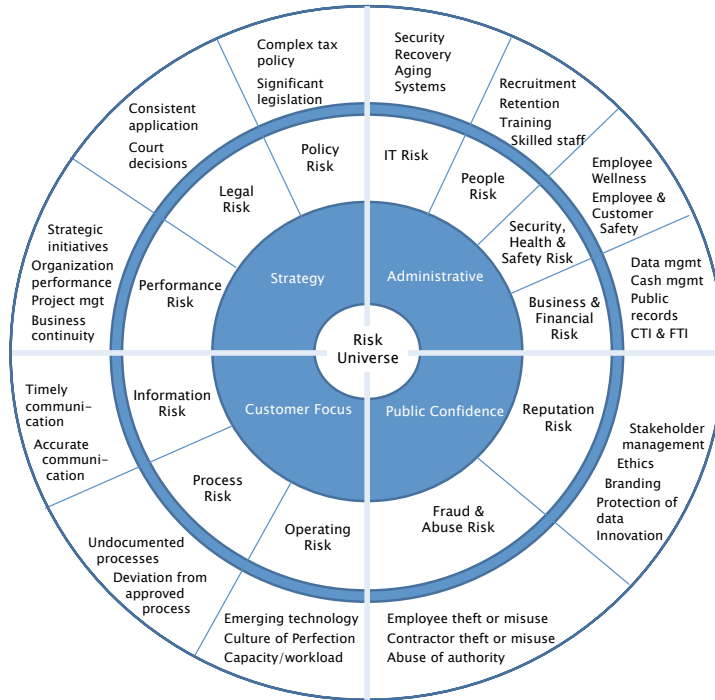 Security
Recovery
Aging
Systems
Complex tax
policy
Significant
legislation
Recruitment
Retention
Training
Skilled staff
Consistent
application
Court
decisions
Policy
Risk
IT Risk
Employee
Wellness
Employee &
Customer
Safety
People
Risk
Legal
Risk
Strategic
initiatives
Organization
performance
Project mgt
Business
continuity
Security,
Health &
Safety Risk
Data mgmt
Cash mgmt
Public
records
CTI & FTI
Performance
Risk
Strategy
Administrative
Business &
Financial
Risk
Risk
Universe
Timely
communi-
cation
Accurate
communi-
cation
Information
Risk
Customer Focus
Public Confidence
Reputation
Risk
Stakeholder
management
Ethics
Branding
Protection of
data
Innovation
Process
Risk
Operating
Risk
Fraud &
Abuse Risk
Undocumented
processes
Deviation from
approved
process
Emerging technology
Culture of Perfection
Capacity/workload
Employee theft or misuse
Contractor theft or misuse
Abuse of authority